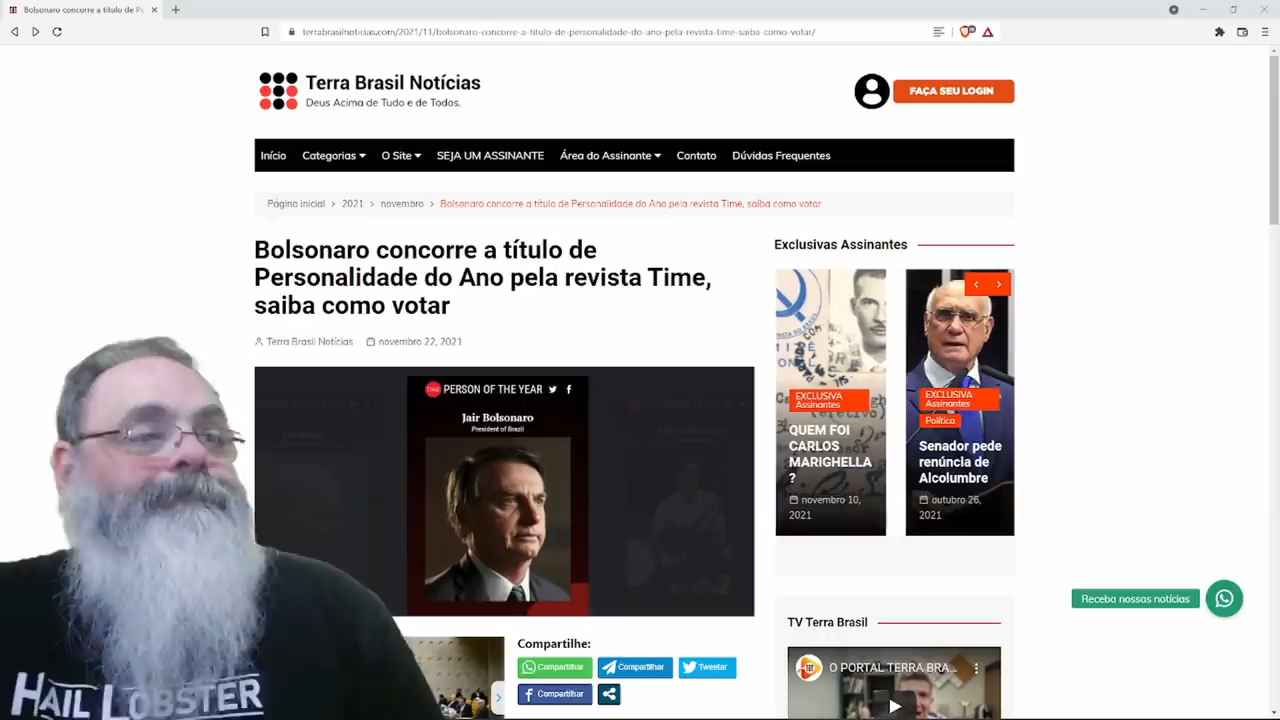 Bolsonaro concorre a título de Pe
terrabrasilnoticias.com/2021/11/bolsonaro-concorre-a-titulo-de-personalidade-do-ano-pela-revista-time-saiba-como-votar/
Terra Brasil Notícias
Deus Acima de Tudo e de Todos.
FAÇA SEU LOGIN
Início Categorias O Site SEJA UM ASSINANTE Área do Assinante Contato Dúvidas Frequentes
Página inicial > 2021 > novembro > Bolsonaro concorre a título de Personalidade do Ano pela revista Time, saiba como votar
Bolsonaro concorre a título de
Personalidade do Ano pela revista Time,
saiba como votar
Terra Brasil Notícias novembro 22, 2021
TIME PERSON OF THE YEAR
Jair Bolsonaro
President of Brazil
Compartilhe:
Compartilhar Compartilhar Tweetar
Compartilhar
Exclusivas Assinantes
EXCLUSIVA
Assinantes
QUEM FOI
CARLOS
MARIGHELLA
?
novembro 10,
2021
EXCLUSIVA
Assinantes
Política
Senador pede
renúncia de
Alcolumbre
outubro 26,
2021
TV Terra Brasil
O PORTAL TERRA BRA...
Receba nossas notícias
HAIL LOBSTER